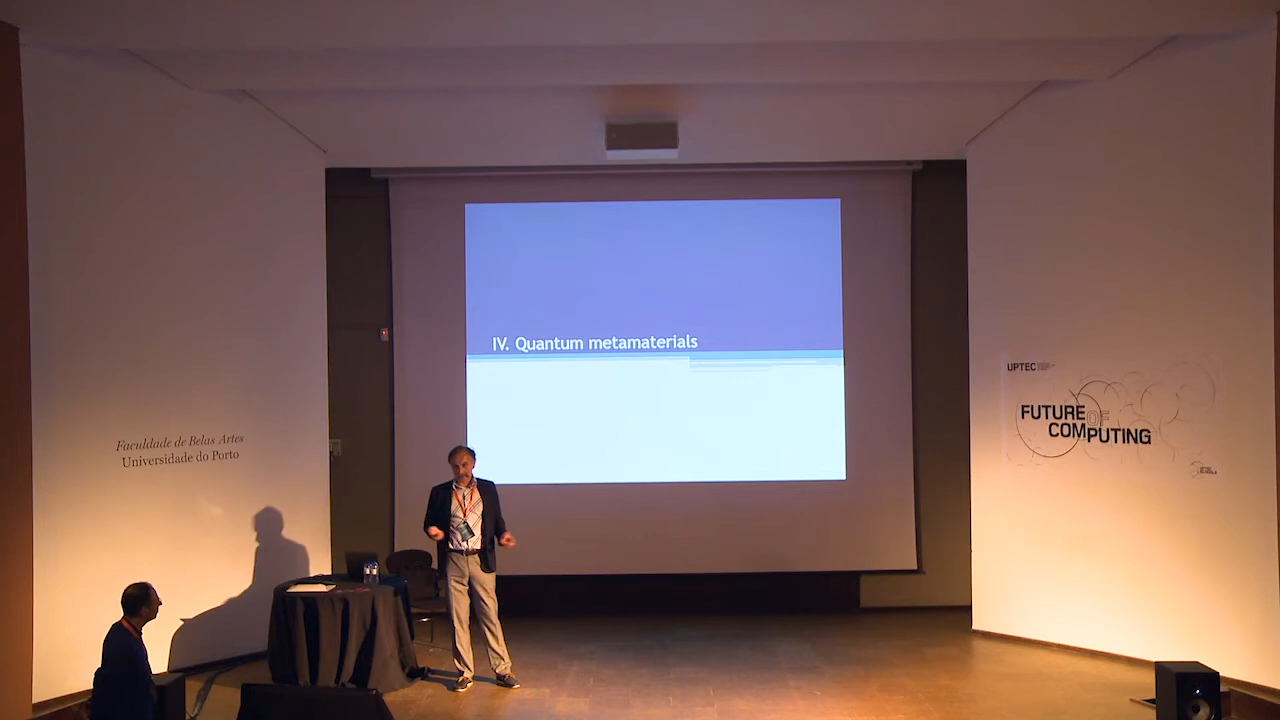 IV. Quantum metamaterials
Faculdade de Belas Artes
Universidade do Porto
UPTEC
FUTURE OF
COMPUTING